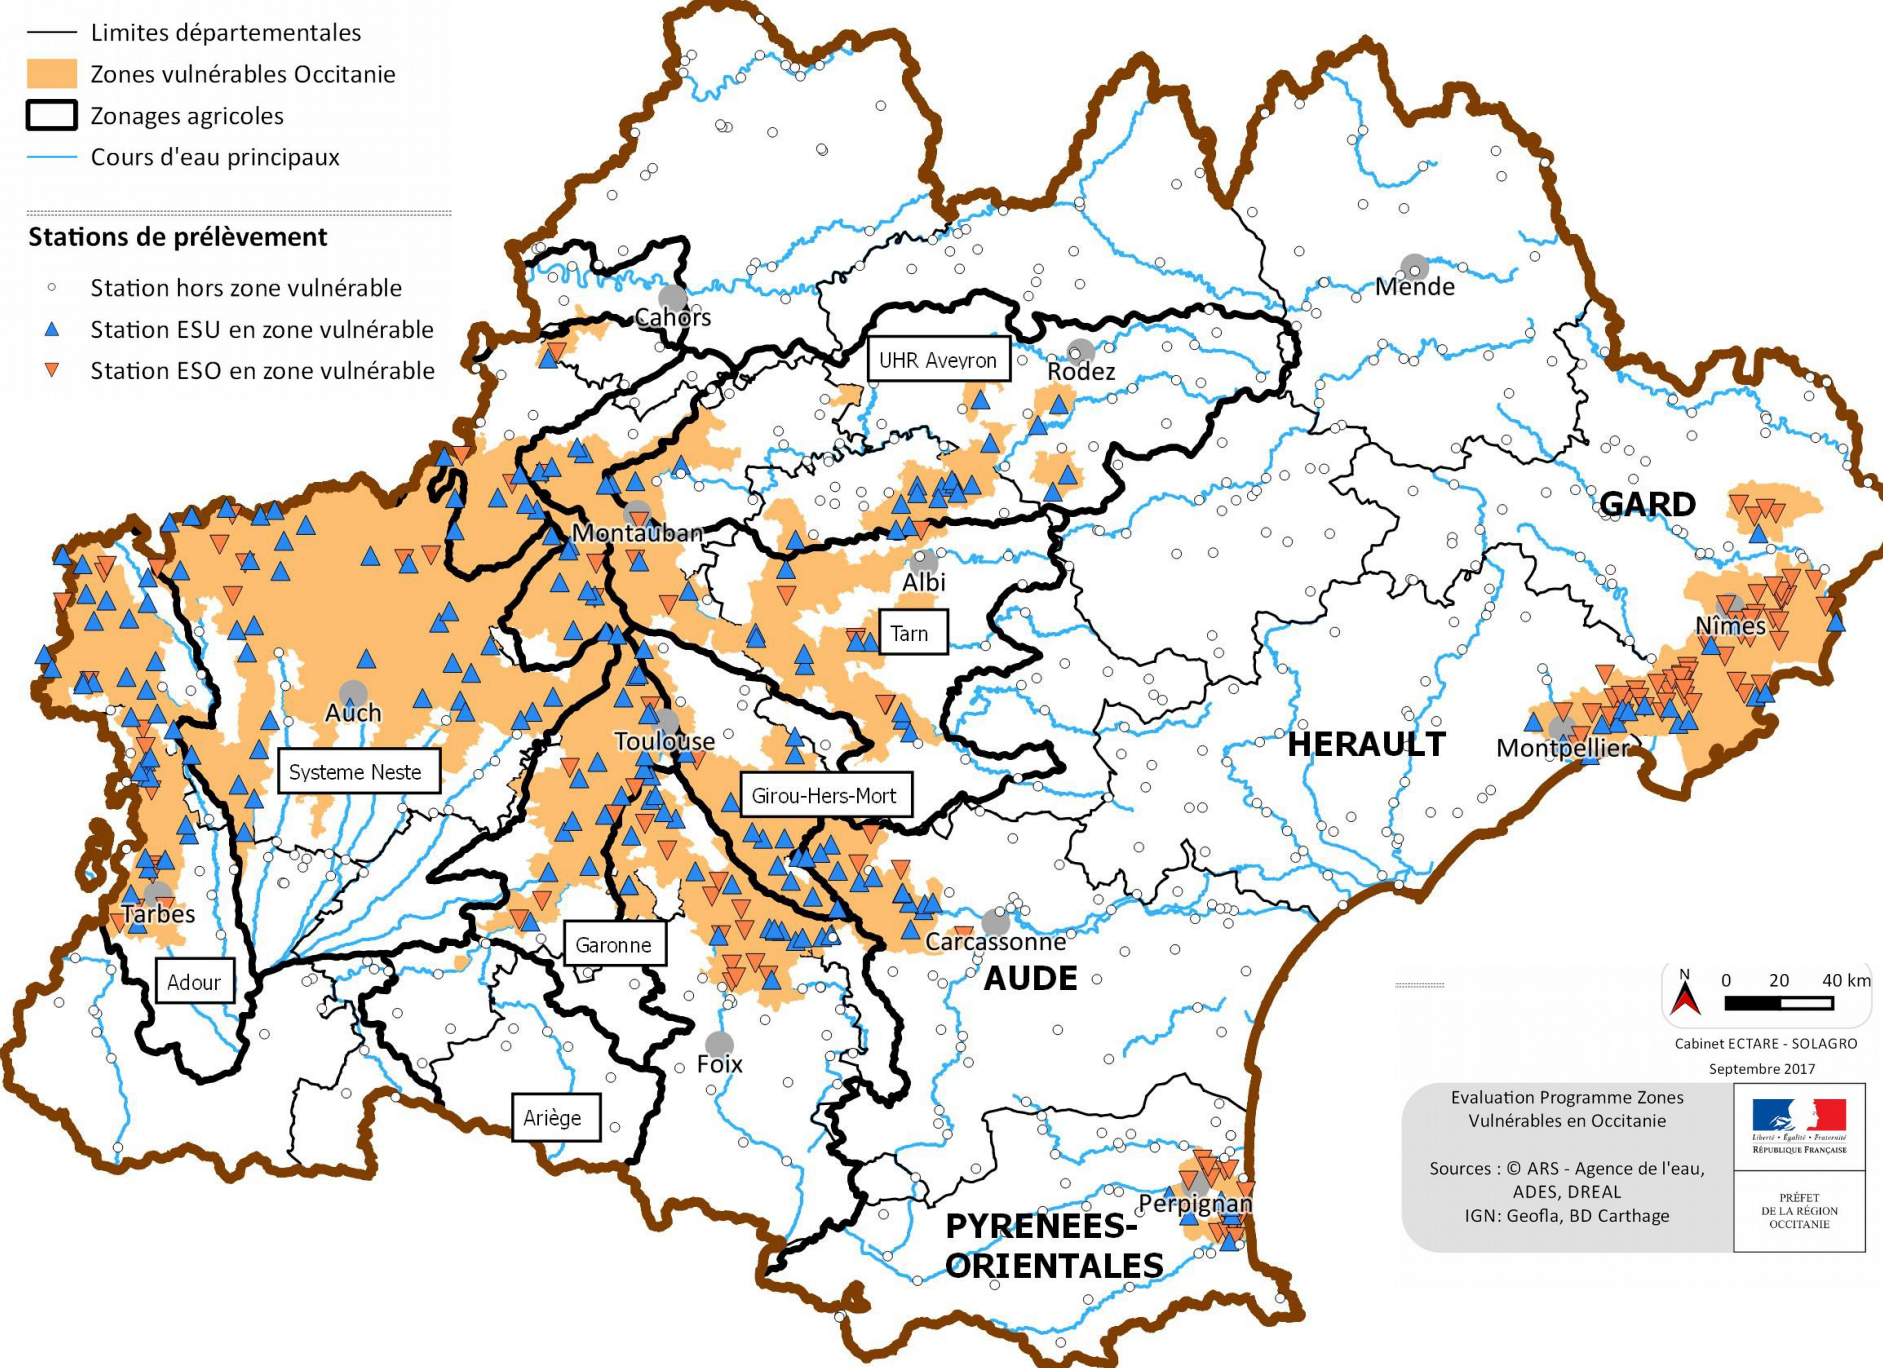 Limites départementales
Zones vulnérables Occitanie
Zonages agricoles
Cours d'eau principaux
Stations de prélèvement
Station hors zone vulnérable
Station ESU en zone vulnérable
Station ESO en zone vulnérable
Mende
Cahors
UHR Aveyron
Rodez
GARD
Montauban
Albi
Tarn
Nîmes
Auch
Toulouse
HERAULT
Montpellier
Systeme Neste
Girou-Hers-Mort
Tarbes
Garonne
Carcassonne
AUDE
Adour
Foix
Ariège
Perpignan
PYRENEES-
ORIENTALES
N
0 20 40 km
Cabinet ECTARE - SOLAGRO
Septembre 2017
Evaluation Programme Zones
Vulnérables en Occitanie
Sources : © ARS - Agence de l'eau,
ADES, DREAL
IGN: Geofla, BD Carthage
Liberté • Égalité • Fraternité
RÉPUBLIQUE FRANÇAISE
PRÉFET
DE LA RÉGION
OCCITANIE